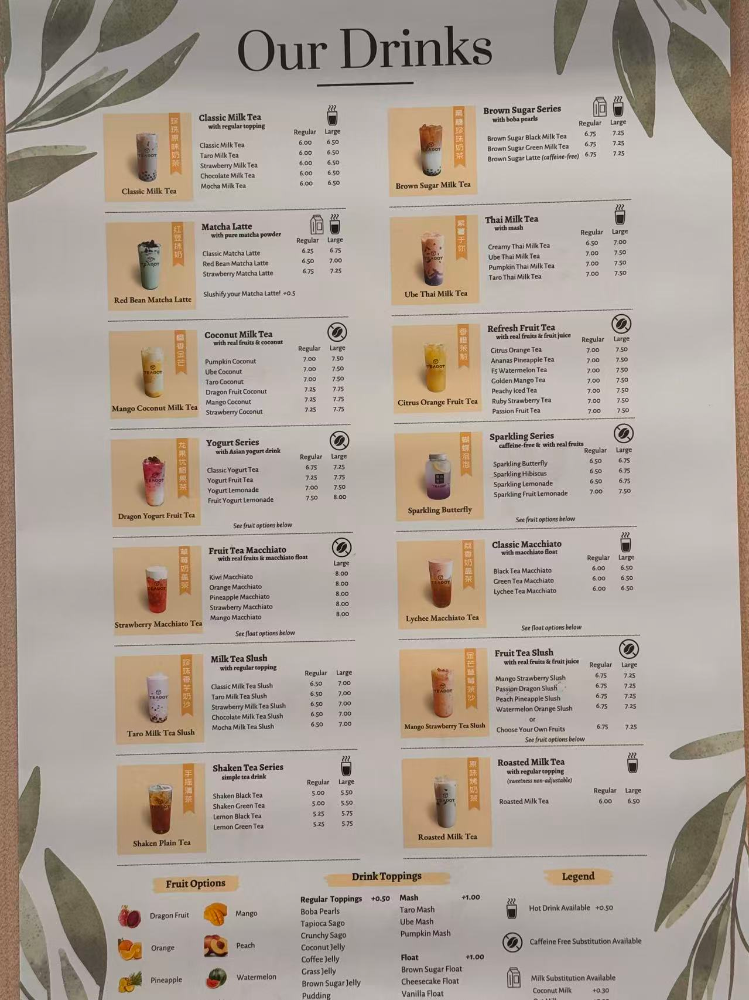 Our Drinks
珍珠原味奶茶
TEADOT
Classic Milk Tea
Classic Milk Tea
with regular topping
Regular Large
Classic Milk Tea 6.00 6.50
Taro Milk Tea 6.00 6.50
Strawberry Milk Tea 6.00 6.50
Chocolate Milk Tea 6.00 6.50
Mocha Milk Tea 6.00 6.50
黑糖珍珠奶茶
TEADOT
Brown Sugar Milk Tea
Brown Sugar Series
with boba pearls
Regular Large
Brown Sugar Black Milk Tea 6.75 7.25
Brown Sugar Green Milk Tea 6.75 7.25
Brown Sugar Latte (caffeine-free) 6.75 7.25
红豆抹奶
TEADOT
Red Bean Matcha Latte
Matcha Latte
with pure matcha powder
Regular Large
Classic Matcha Latte 6.25 6.75
Red Bean Matcha Latte 6.50 7.00
Strawberry Matcha Latte 6.75 7.25
Slushify your Matcha Latte! +0.5
紫薯于你
TEADOT
Ube Thai Milk Tea
Thai Milk Tea
with mash
Regular Large
Creamy Thai Milk Tea 6.50 7.00
Ube Thai Milk Tea 7.00 7.50
Pumpkin Thai Milk Tea 7.00 7.50
Taro Thai Milk Tea 7.00 7.50
椰香金芒
TEADOT
Mango Coconut Milk Tea
Coconut Milk Tea
with real fruits & coconut
Regular Large
Pumpkin Coconut 7.00 7.50
Ube Coconut 7.00 7.50
Taro Coconut 7.00 7.50
Dragon Fruit Coconut 7.25 7.75
Mango Coconut 7.25 7.75
Strawberry Coconut 7.25 7.75
香橙茉莉
TEADOT
Citrus Orange Fruit Tea
Refresh Fruit Tea
with real fruits & fruit juice
Regular Large
Citrus Orange Tea 7.00 7.50
Ananas Pineapple Tea 7.00 7.50
F5 Watermelon Tea 7.00 7.50
Golden Mango Tea 7.00 7.50
Peachy Iced Tea 7.00 7.50
Ruby Strawberry Tea 7.00 7.50
Passion Fruit Tea 7.00 7.50
龙果优格果茶
TEADOT
Dragon Yogurt Fruit Tea
Yogurt Series
with Asian yogurt drink
Regular Large
Classic Yogurt Tea 6.75 7.25
Yogurt Fruit Tea 7.25 7.75
Yogurt Lemonade 7.00 7.50
Fruit Yogurt Lemonade 7.50 8.00
See fruit options below
蝴蝶泡泡
TEADOT
Sparkling Butterfly
Sparkling Series
caffeine-free & with real fruits
Regular Large
Sparkling Butterfly 6.50 6.75
Sparkling Hibiscus 6.50 6.75
Sparkling Lemonade 6.50 6.75
Sparkling Fruit Lemonade 7.00 7.50
See fruit options below
草莓奶盖茶
TEADOT
Strawberry Macchiato Tea
Fruit Tea Macchiato
with real fruits & macchiato float
Large
Kiwi Macchiato 8.00
Orange Macchiato 8.00
Pineapple Macchiato 8.00
Strawberry Macchiato 8.00
Mango Macchiato 8.00
See float options below
荔香奶盖茶
TEADOT
Lychee Macchiato Tea
Classic Macchiato
with macchiato float
Regular Large
Black Tea Macchiato 6.00 6.50
Green Tea Macchiato 6.00 6.50
Lychee Tea Macchiato 6.00 6.50
See float options below
珍珠香芋奶沙
TEADOT
Taro Milk Tea Slush
Milk Tea Slush
with regular topping
Regular Large
Classic Milk Tea Slush 6.50 7.00
Taro Milk Tea Slush 6.50 7.00
Strawberry Milk Tea Slush 6.50 7.00
Chocolate Milk Tea Slush 6.50 7.00
Mocha Milk Tea Slush 6.50 7.00
金芒草莓茶沙
TEADOT
Mango Strawberry Tea Slush
Fruit Tea Slush
with real fruits & fruit juice
Regular Large
Mango Strawberry Slush 6.75 7.25
Passion Dragon Slush 6.75 7.25
Peach Pineapple Slush 6.75 7.25
Watermelon Orange Slush 6.75 7.25
or
Choose Your Own Fruits 6.75 7.25
See fruit options below
手摇清茶
TEADOT
Shaken Plain Tea
Shaken Tea Series
simple tea drink
Regular Large
Shaken Black Tea 5.00 5.50
Shaken Green Tea 5.00 5.50
Lemon Black Tea 5.25 5.75
Lemon Green Tea 5.25 5.75
原味烤奶茶
TEADOT
Roasted Milk Tea
Roasted Milk Tea
with regular topping
(sweetness non-adjustable)
Regular Large
Roasted Milk Tea 6.00 6.50
Fruit Options
Dragon Fruit Mango
Orange Peach
Pineapple Watermelon
Drink Toppings
Regular Toppings +0.50
Boba Pearls
Tapioca Sago
Crunchy Sago
Coconut Jelly
Coffee Jelly
Grass Jelly
Brown Sugar Jelly
Pudding
Mash +1.00
Taro Mash
Ube Mash
Pumpkin Mash
Float +1.00
Brown Sugar Float
Cheesecake Float
Vanilla Float
Legend
Hot Drink Available +0.50
Caffeine Free Substitution Available
Milk Substitution Available
Coconut Milk +0.30